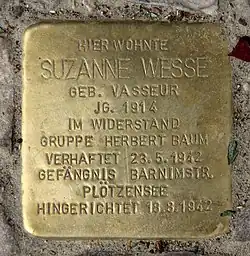 HIER WOHNTE
SUZANNE WESSE
GEB. VASSEUR
JG. 1914
IM WIDERSTAND
GRUPPE HERBERT BAUM
VERHAFTET 23.5.1942
GEFÄNGNIS BARNIMSTR.
PLÖTZENSEE
HINGERICHTET 18.8.1942